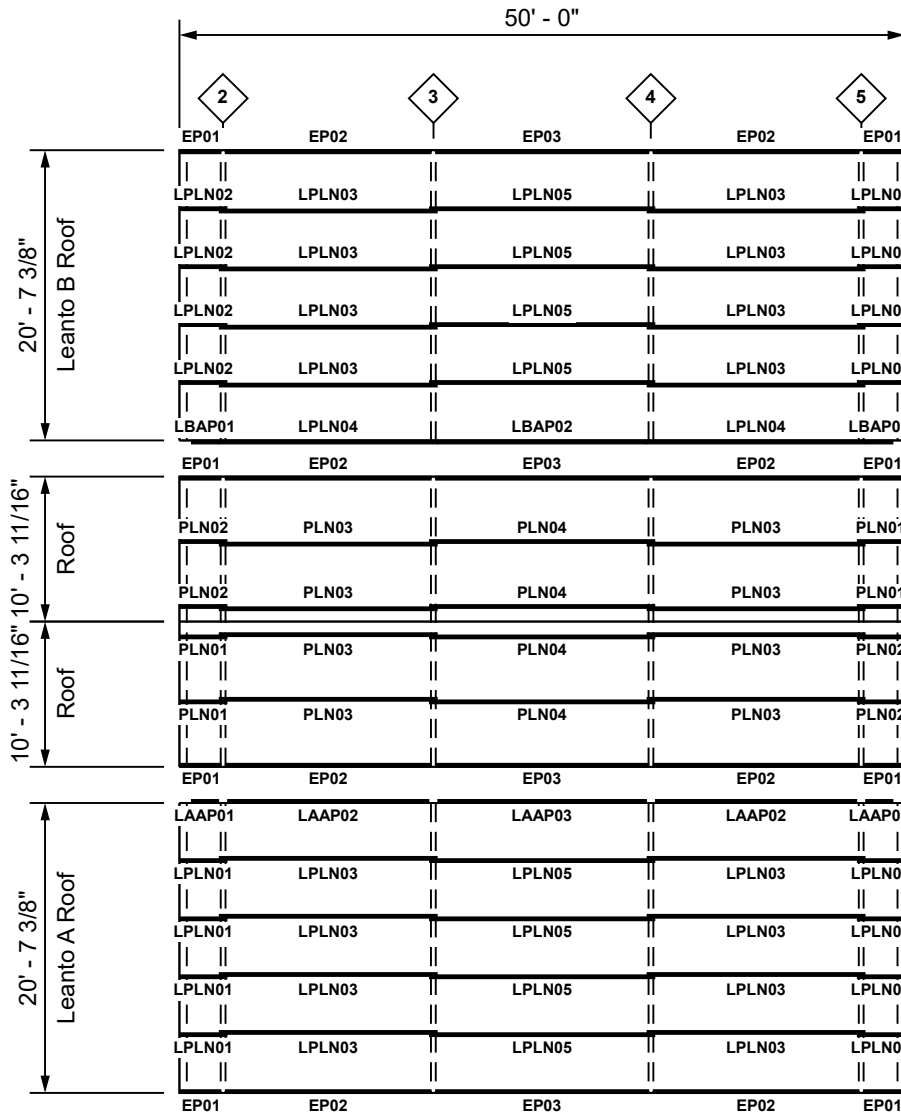 50' - 0"
2 3 4 5
EP01 EP02 EP03 EP02 EP01
LPLN02 LPLN03 LPLN05 LPLN03
LPLN02 LPLN03 LPLN05 LPLN03
LPLN02 LPLN03 LPLN05 LPLN03
LPLN02 LPLN03 LPLN05 LPLN03
LBAP01 LPLN04 LBAP02 LPLN04
20' - 7 3/8"
Leanto B Roof
EP01 EP02 EP03 EP02 EP01
PLN02 PLN03 PLN04 PLN03 PLN01
PLN02 PLN03 PLN04 PLN03 PLN01
10' - 3 11/16"
Roof
PLN01 PLN03 PLN04 PLN03 PLN02
PLN01 PLN03 PLN04 PLN03 PLN02
10' - 3 11/16"
Roof
EP01 EP02 EP03 EP02 EP01
LAAP01 LAAP02 LAAP03 LAAP02
LPLN01 LPLN03 LPLN05 LPLN03
LPLN01 LPLN03 LPLN05 LPLN03
LPLN01 LPLN03 LPLN05 LPLN03
LPLN01 LPLN03 LPLN05 LPLN03
20' - 7 3/8"
Leanto A Roof
EP01 EP02 EP03 EP02 EP01